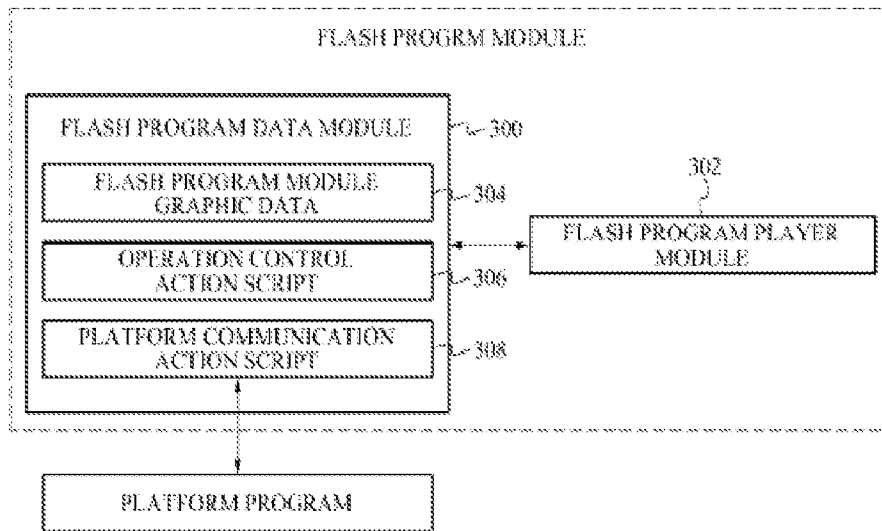 FLASH PROGRM MODULE
FLASH PROGRAM DATA MODULE
300
FLASH PROGRAM MODULE
GRAPHIC DATA
304
302
FLASH PROGRAM PLAYER
MODULE
OPERATION CONTROL
ACTION SCRIPT
306
PLATFORM COMMUNICATION
ACTION SCRIPT
308
PLATFORM PROGRAM